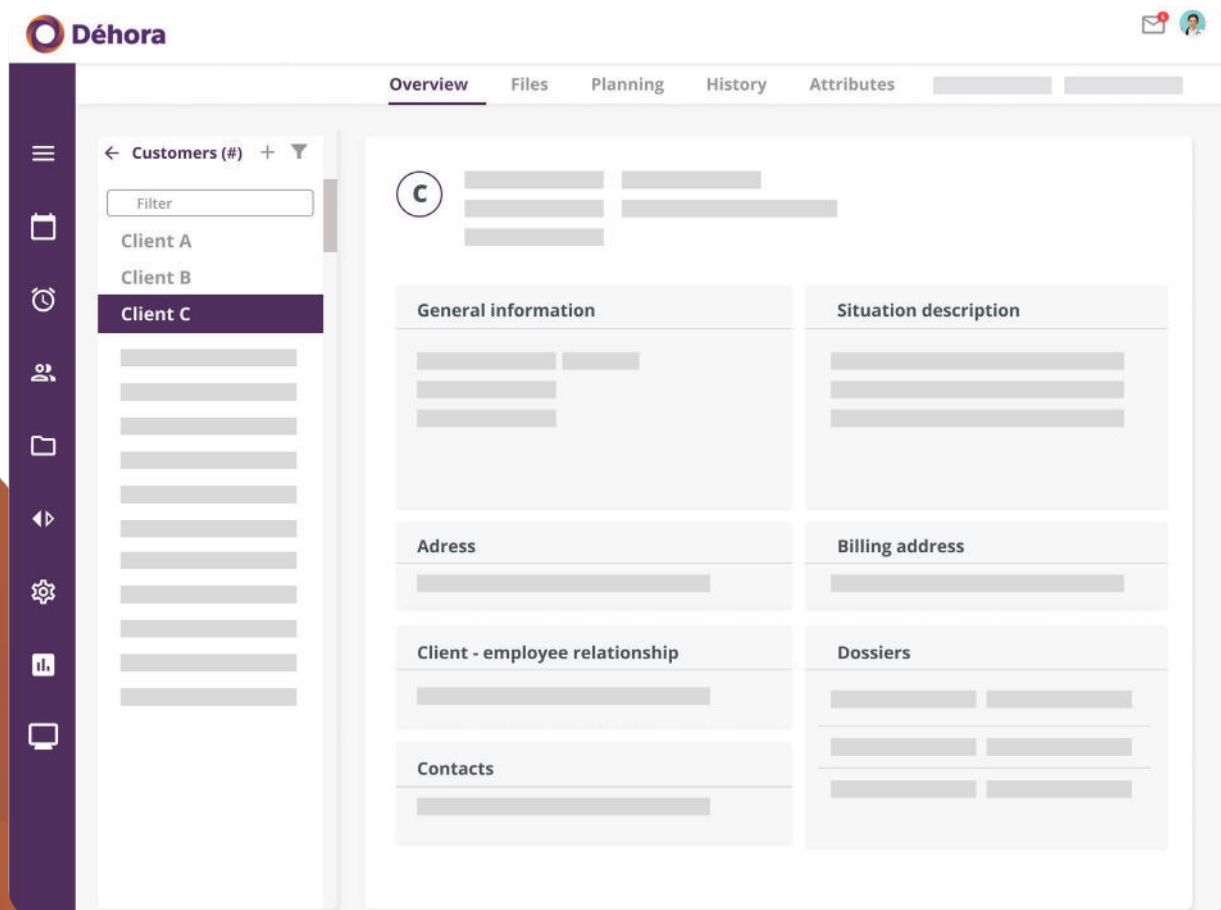 Déhora
Overview Files Planning History Attributes
Customers (#)
Filter
Client A
Client B
Client C
C
General information
Situation description
Adress
Billing address
Client - employee relationship
Dossiers
Contacts